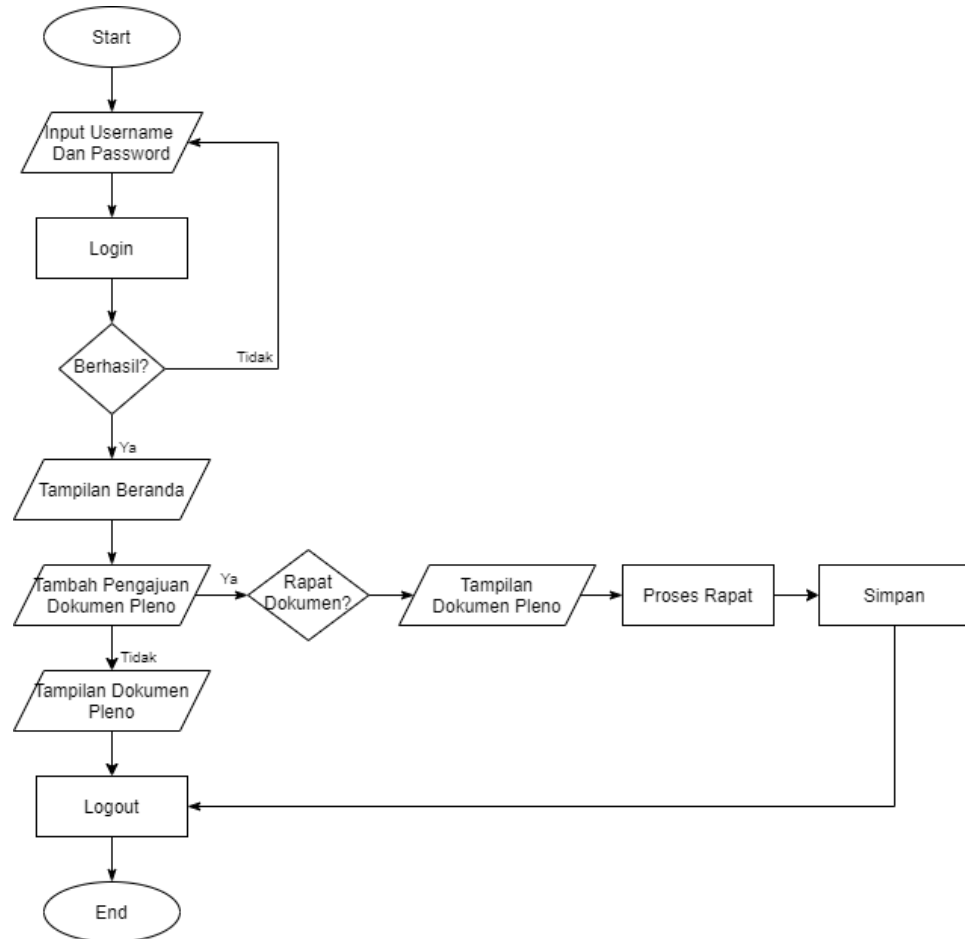 Start
Input Username
Dan Password
Login
Berhasil?
Tidak
Ya
Tampilan Beranda
Tambah Pengajuan
Dokumen Pleno
Ya
Rapat
Dokumen?
Tampilan
Dokumen Pleno
Proses Rapat
Simpan
Tidak
Tampilan Dokumen
Pleno
Logout
End